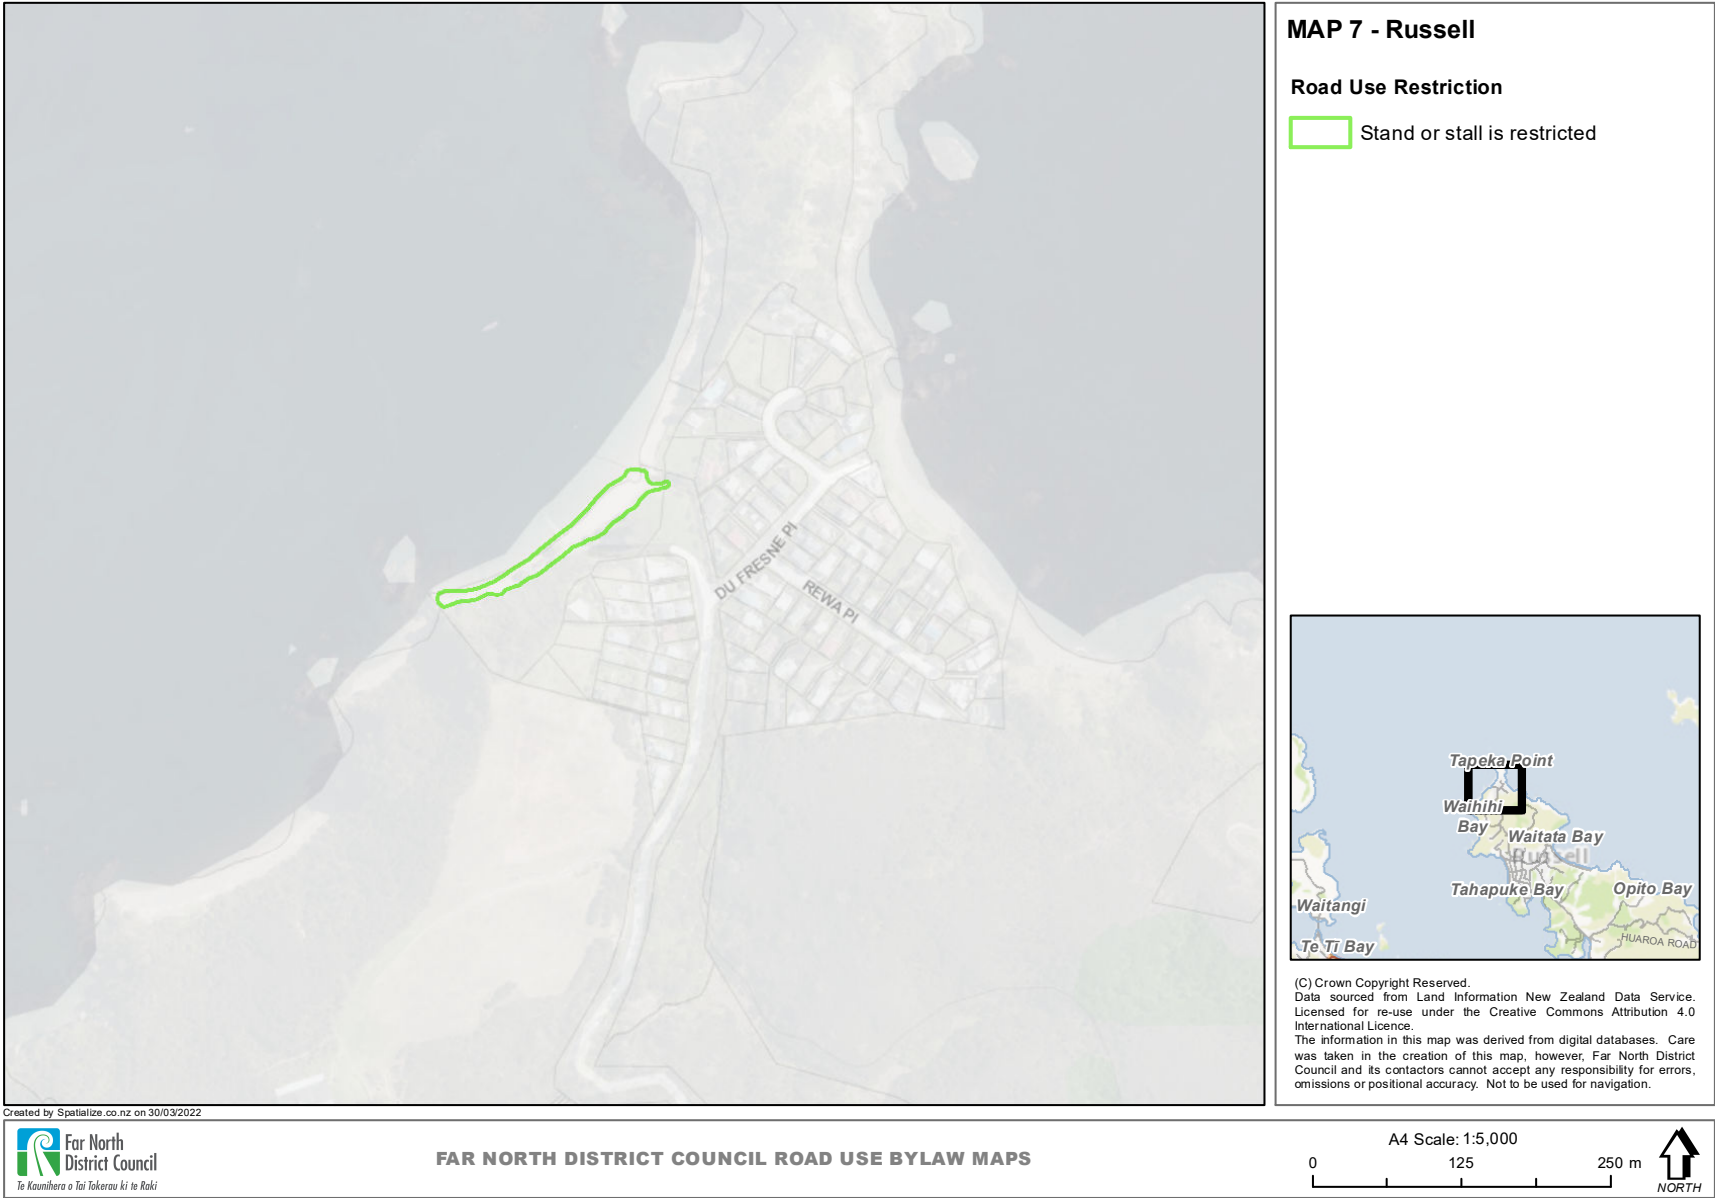 MAP 7 - Russell
Road Use Restriction
Stand or stall is restricted
DU FRESNE Pl
REWA Pl
Tapeka Point
Waihihi
Bay
Waitata Bay
Russell
Tahapuke Bay
Opito Bay
Waitangi
Te Tī Bay
HUAROA ROAD
(C) Crown Copyright Reserved.
Data sourced from Land Information New Zealand Data Service.
Licensed for re-use under the Creative Commons Attribution 4.0
International Licence.
The information in this map was derived from digital databases. Care
was taken in the creation of this map, however, Far North District
Council and its contactors cannot accept any responsibility for errors,
omissions or positional accuracy. Not to be used for navigation.
Created by Spatialize.co.nz on 30/03/2022
Far North
District Council
Te Kaunihera o Tai Tokerau ki te Raki
FAR NORTH DISTRICT COUNCIL ROAD USE BYLAW MAPS
A4 Scale: 1:5,000
0 125 250 m
NORTH